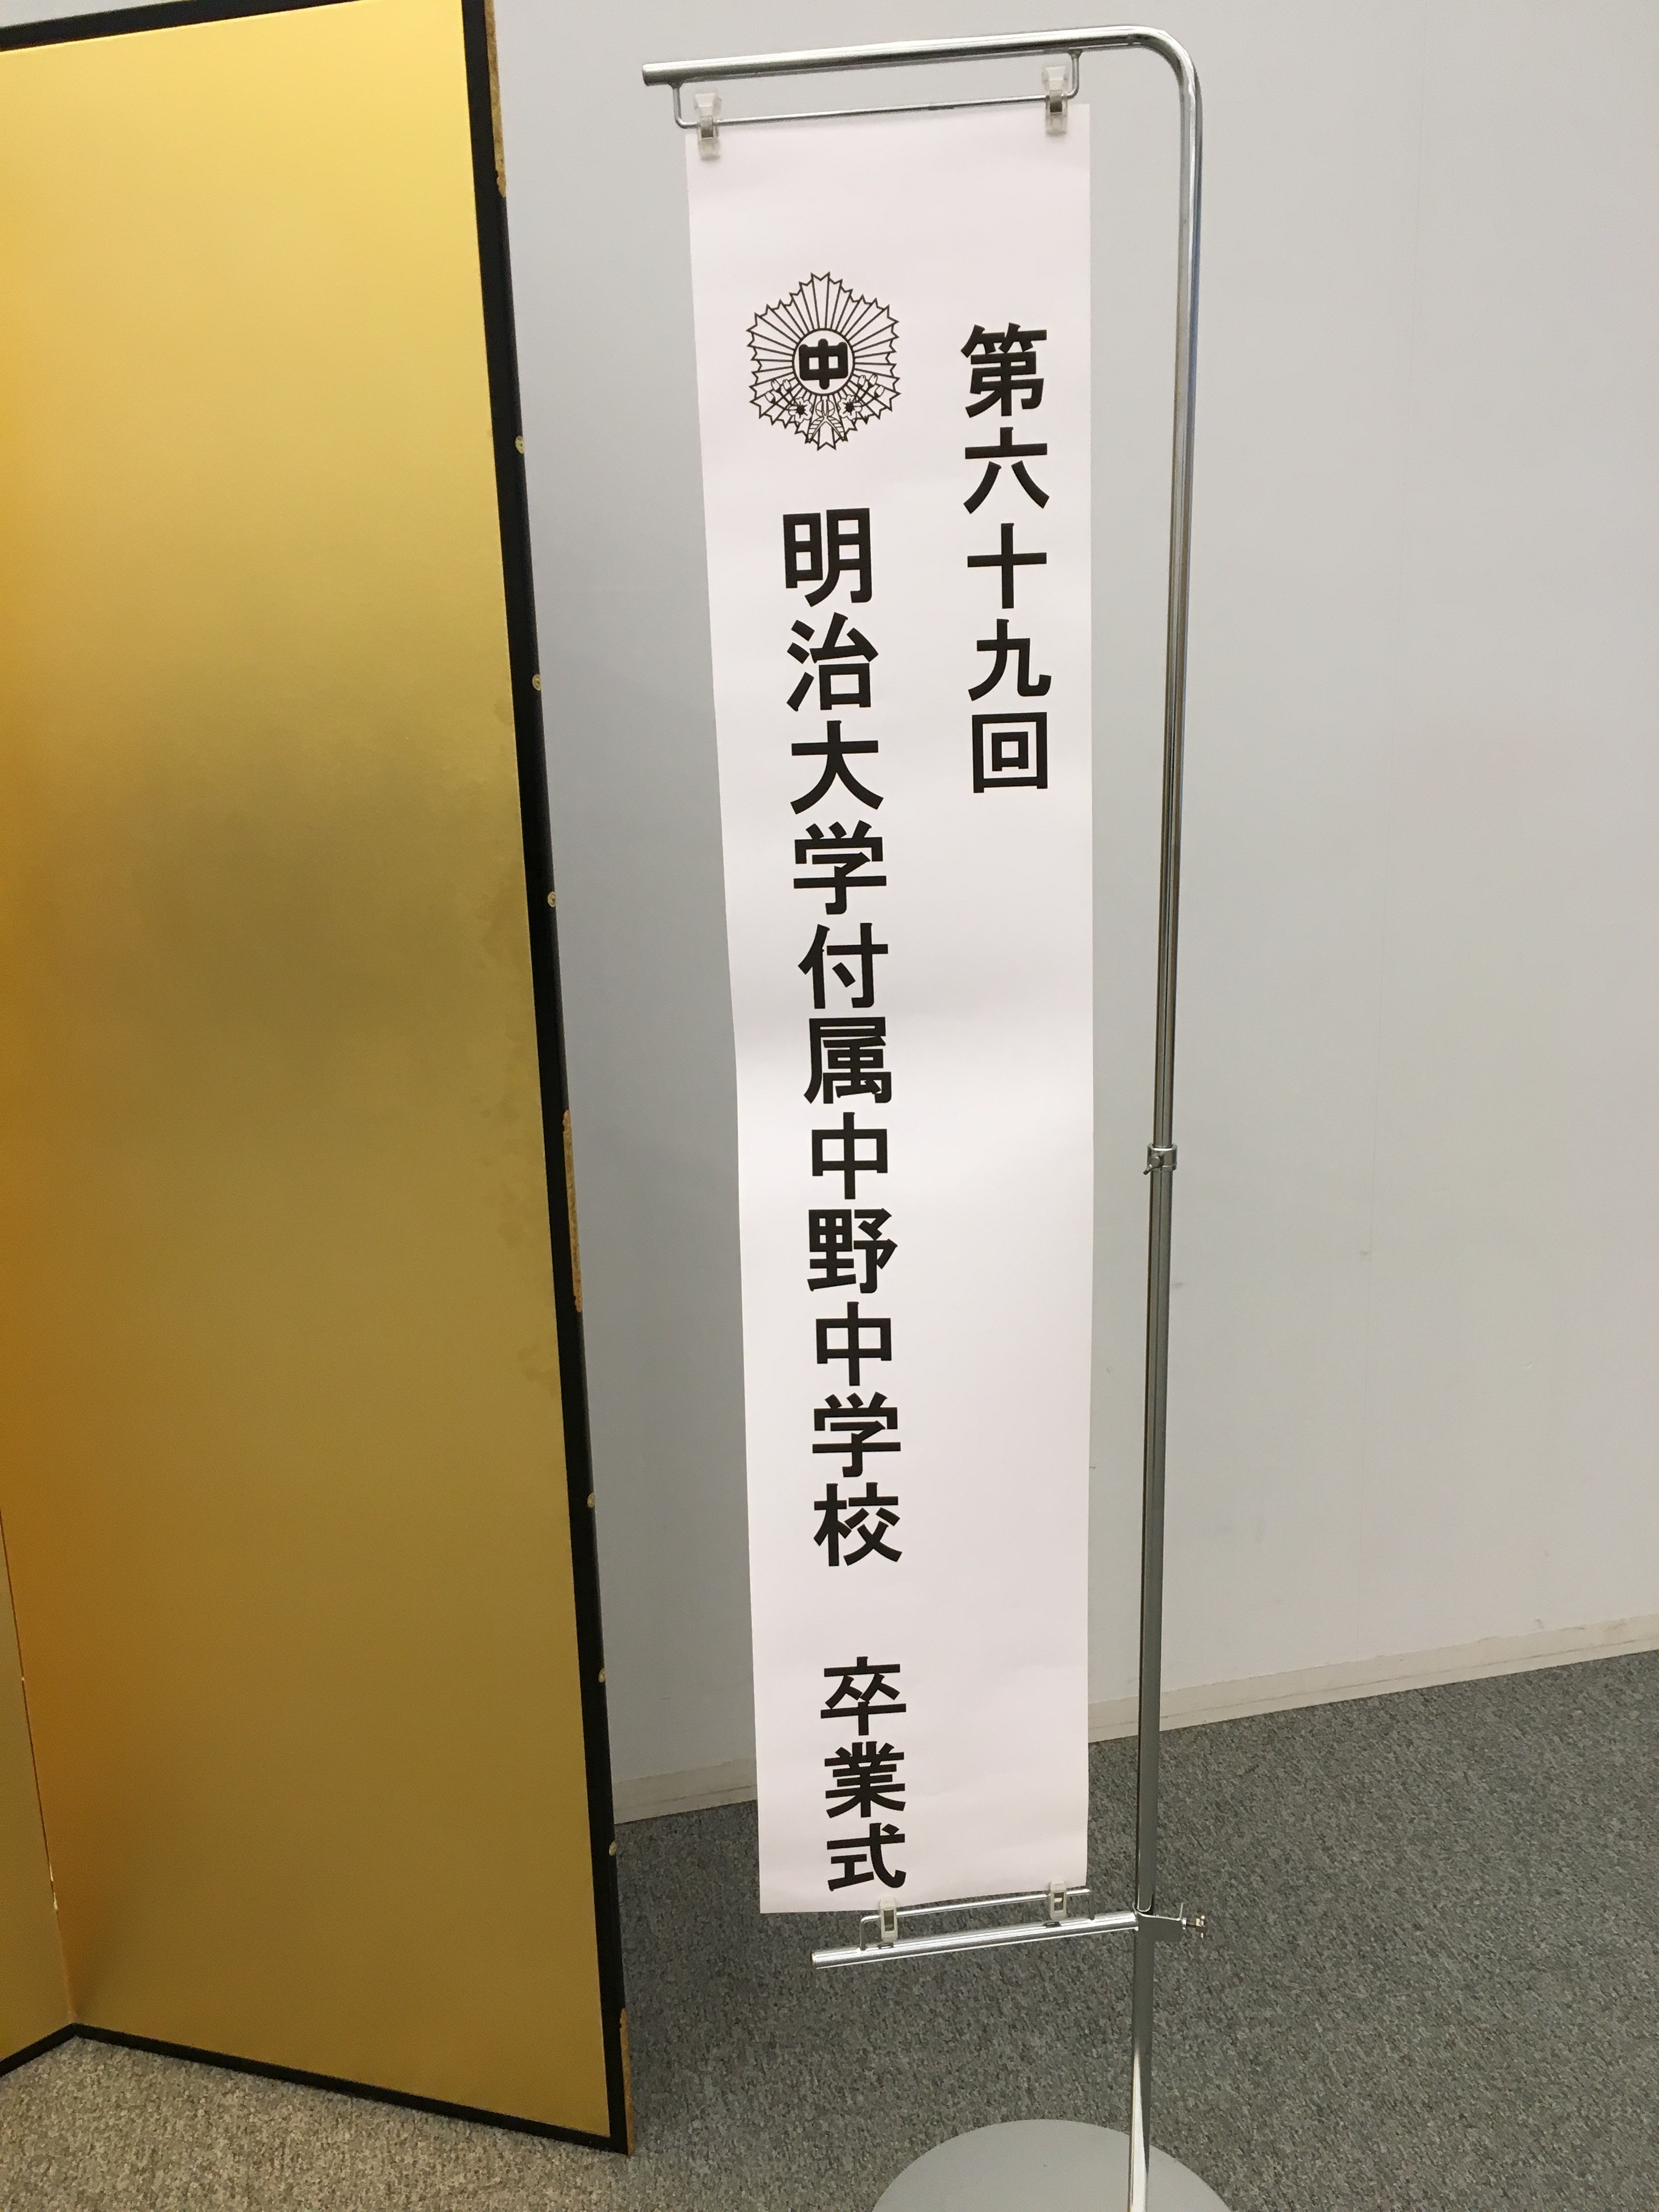 第六十九回
中
明治大学付属中野中学校 卒業式